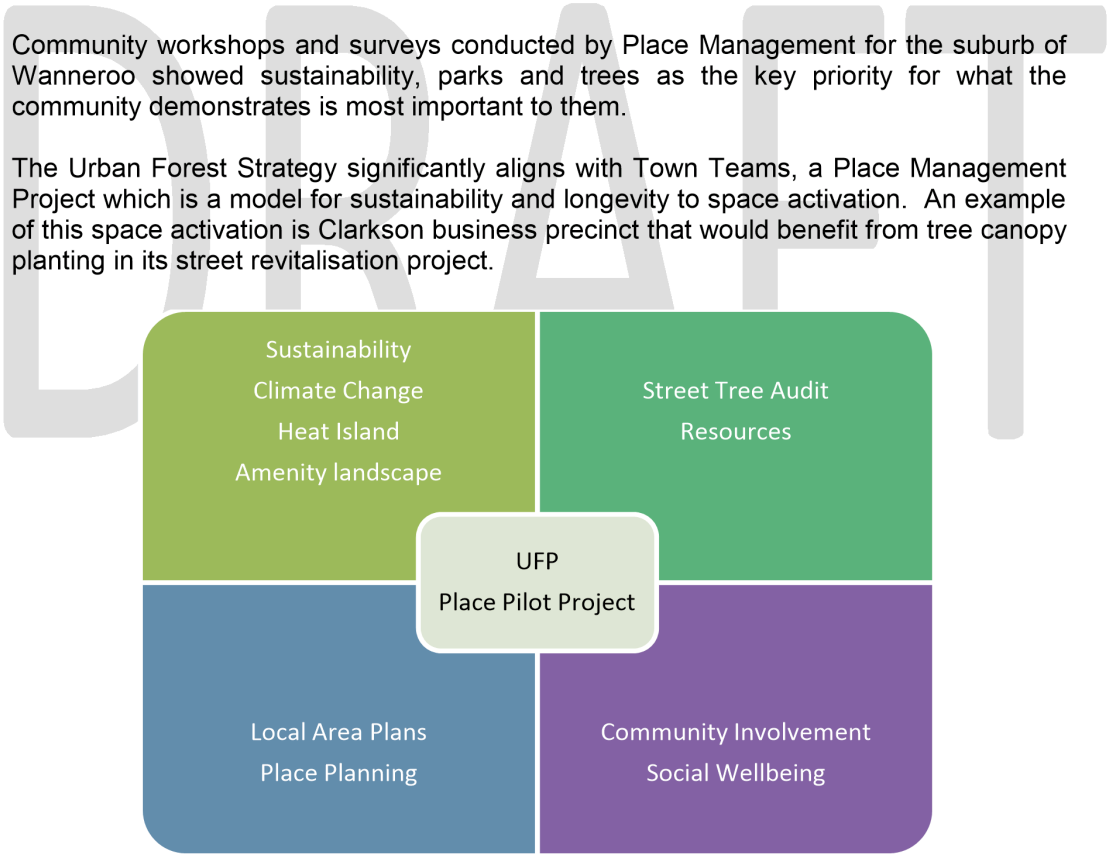 DRAFT
Community workshops and surveys conducted by Place Management for the suburb of
Wanneroo showed sustainability, parks and trees as the key priority for what the
community demonstrates is most important to them.
The Urban Forest Strategy significantly aligns with Town Teams, a Place Management
Project which is a model for sustainability and longevity to space activation.  An example
of this space activation is Clarkson business precinct that would benefit from tree canopy
planting in its street revitalisation project.
Sustainability
Climate Change
Heat Island
Amenity landscape
Street Tree Audit
Resources
UFP
Place Pilot Project
Local Area Plans
Place Planning
Community Involvement
Social Wellbeing